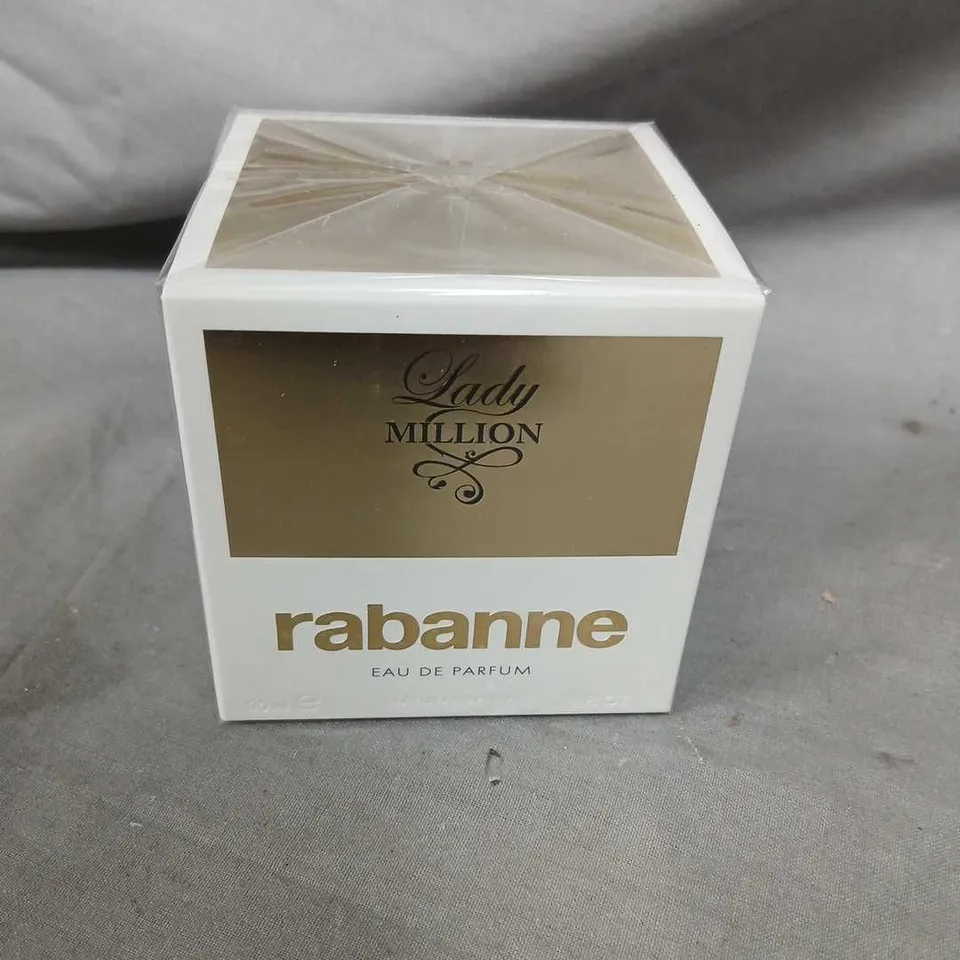 Lady
MILLION
rabanne
EAU DE PARFUM